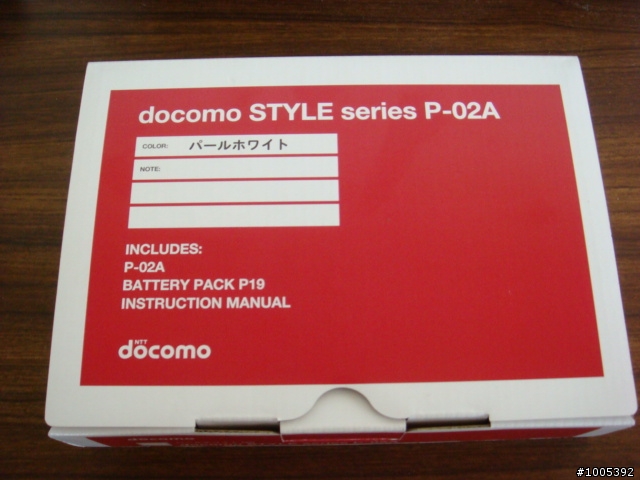 docomo STYLE series P-02A
COLOR: パールホワイト
NOTE:
INCLUDES:
P-02A
BATTERY PACK P19
INSTRUCTION MANUAL
NTT
docomo
#1005392